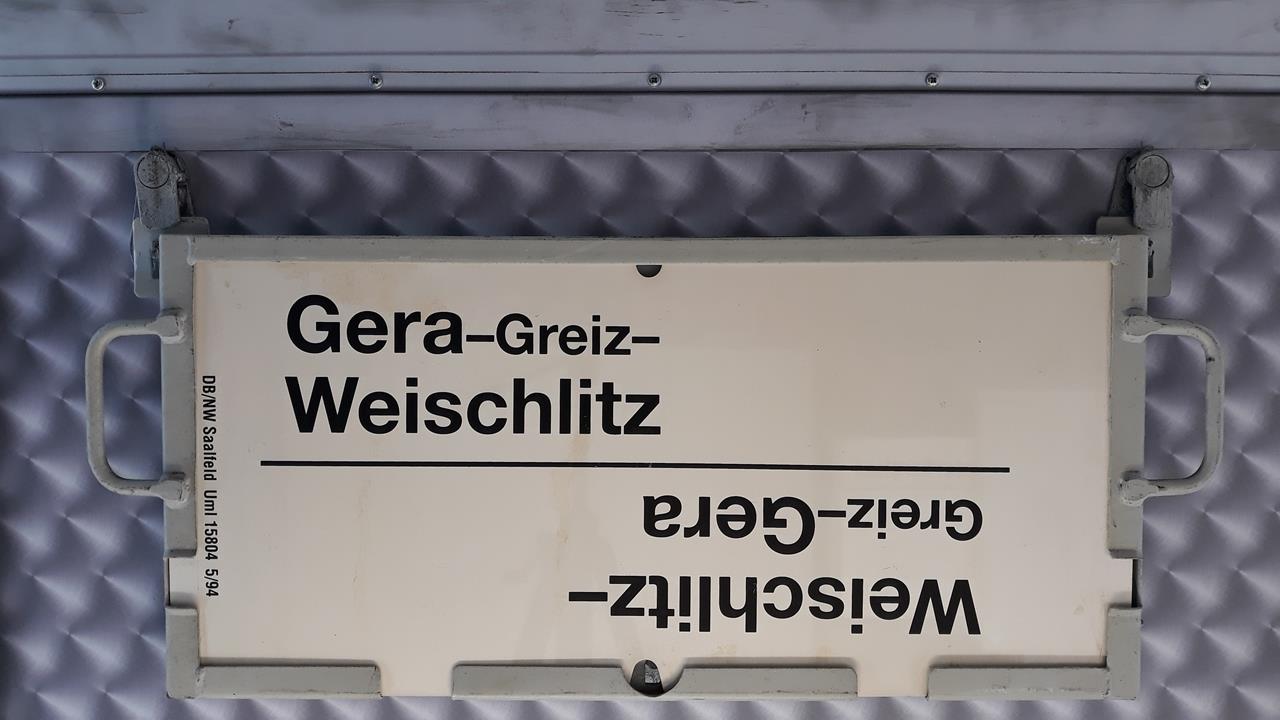 Gera–Greiz–
Weischlitz
Weischlitz–
Greiz–Gera
DB/NW Saalfeld Uml 15804 5/94